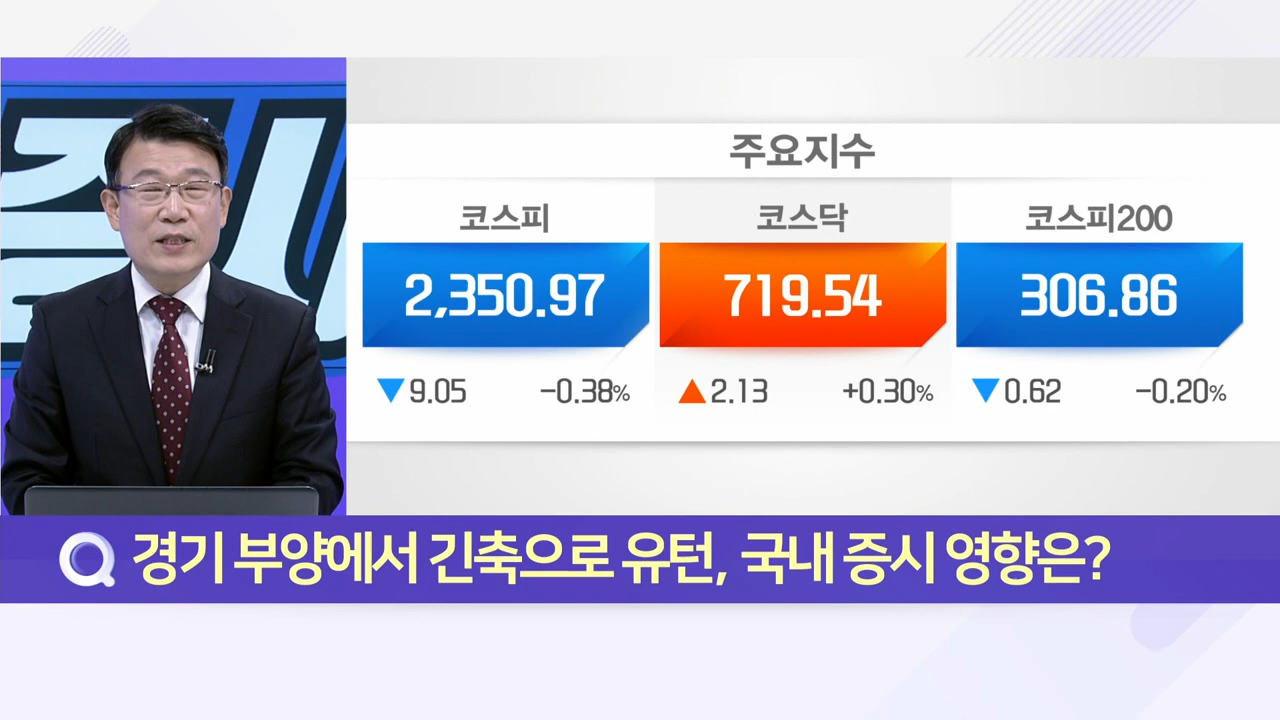 주요지수
코스피 코스닥 코스피200
2,350.97 719.54 306.86
▼9.05 -0.38% ▲2.13 +0.30% ▼0.62 -0.20%
Q 경기 부양에서 긴축으로 유턴, 국내 증시 영향은?